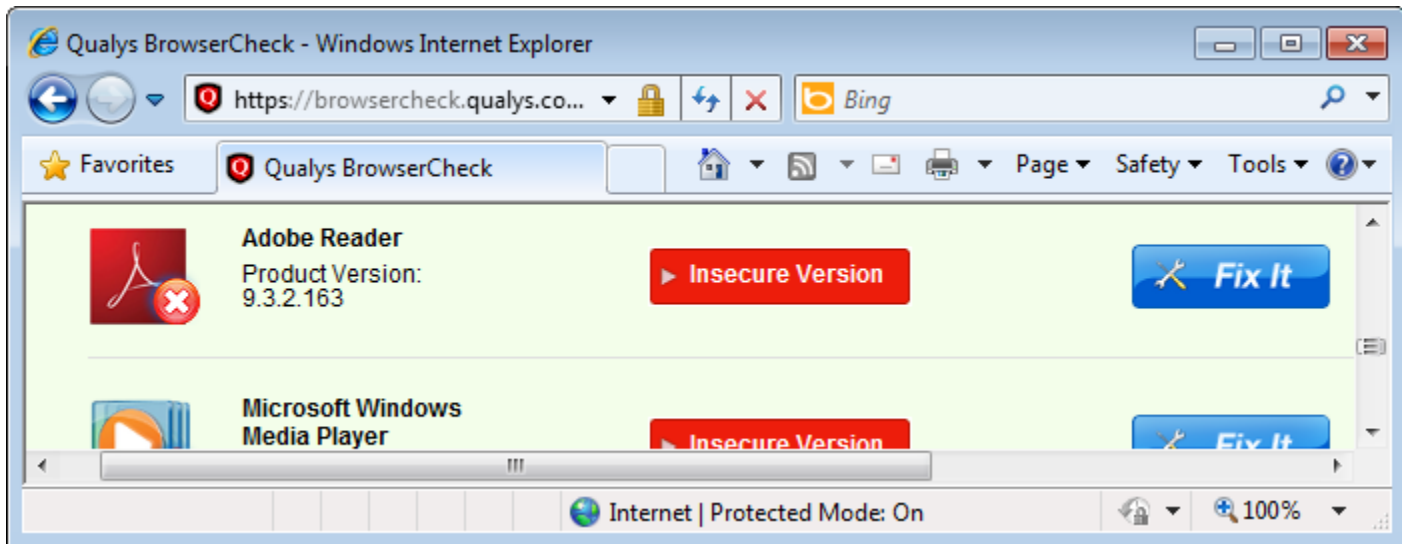 Qualys BrowserCheck - Windows Internet Explorer
https://browsercheck.qualys.co... Bing
Favorites Qualys BrowserCheck Page Safety Tools
Adobe Reader
Product Version:
9.3.2.163
Insecure Version
Fix It
Microsoft Windows
Media Player
Insecure Version
Fix It
Internet | Protected Mode: On 100%